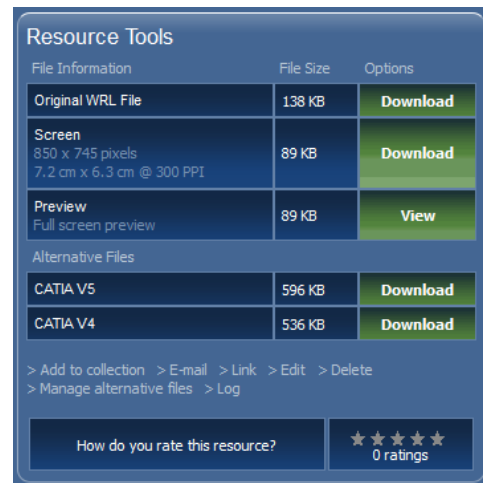 Resource Tools
File Information File Size Options
Original WRL File 138 KB Download
Screen
850 x 745 pixels
7.2 cm x 6.3 cm @ 300 PPI
89 KB Download
Preview
Full screen preview
89 KB View
Alternative Files
CATIA V5 596 KB Download
CATIA V4 536 KB Download
> Add to collection > E-mail > Link > Edit > Delete
> Manage alternative files > Log
How do you rate this resource?
0 ratings